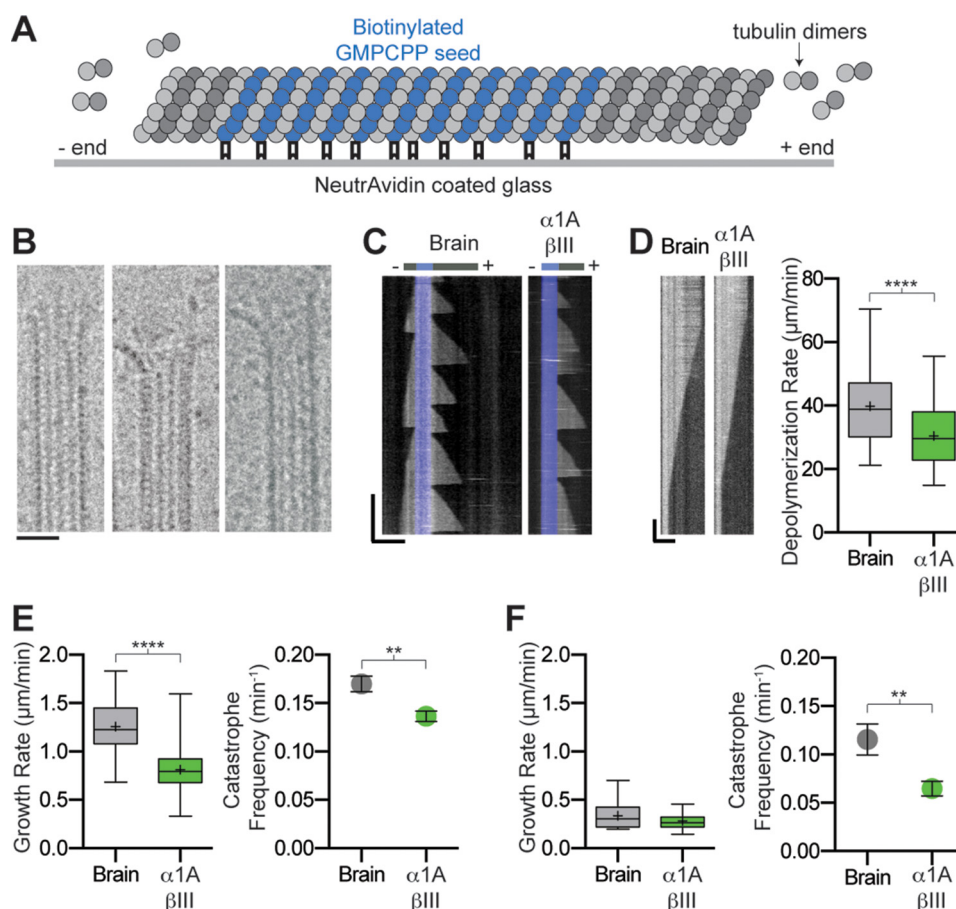 A
Biotinylated
GMPCPP seed
tubulin dimers
- end
+ end
NeutrAvidin coated glass
B
C
Brain
α1A
βIII
- +
- +
D
Brain
α1A
βIII
Depolymerization Rate (µm/min)
80
60
40
20
0
****
Brain
α1A
βIII
E
Growth Rate (µm/min)
2.0
1.5
1.0
0.5
0.0
****
Brain
α1A
βIII
Catastrophe
Frequency (min⁻¹)
0.20
0.15
0.10
0.05
0.00
**
Brain
α1A
βIII
F
Growth Rate (µm/min)
2.0
1.5
1.0
0.5
0.0
Brain
α1A
βIII
Catastrophe
Frequency (min⁻¹)
0.20
0.15
0.10
0.05
0.00
**
Brain
α1A
βIII